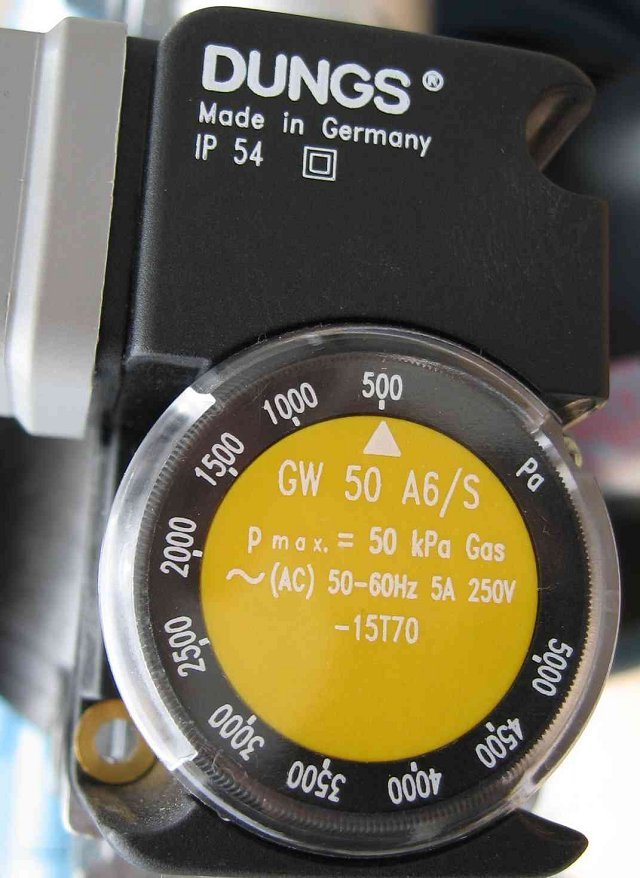 DUNGS®
Made in Germany
IP 54
500
1000
1500
2000
2500
3000
3500
4000
4500
5000
Pa
GW 50 A6/S
p max. = 50 kPa Gas
~(AC) 50-60Hz 5A 250V
-15T70